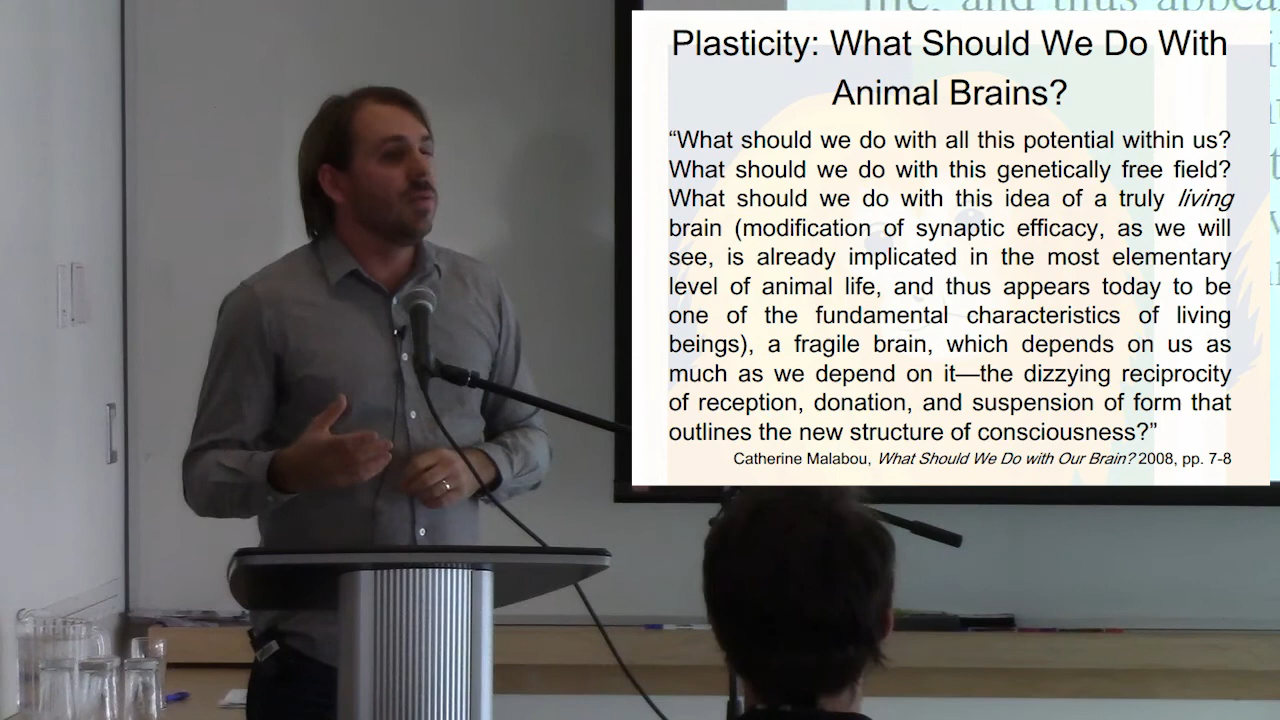 life, and thus appea
Plasticity: What Should We Do With
Animal Brains?
“What should we do with all this potential within us?
What should we do with this genetically free field?
What should we do with this idea of a truly living
brain (modification of synaptic efficacy, as we will
see, is already implicated in the most elementary
level of animal life, and thus appears today to be
one of the fundamental characteristics of living
beings), a fragile brain, which depends on us as
much as we depend on it—the dizzying reciprocity
of reception, donation, and suspension of form that
outlines the new structure of consciousness?”
Catherine Malabou, What Should We Do with Our Brain? 2008, pp. 7-8